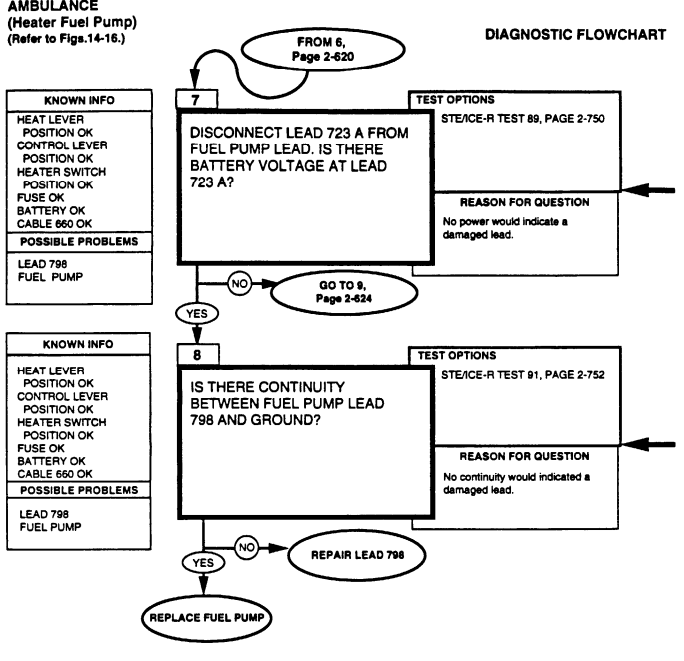 AMBULANCE
(Heater Fuel Pump)
(Refer to Figs.14-16.)
DIAGNOSTIC FLOWCHART
FROM 6,
Page 2-620
KNOWN INFO
HEAT LEVER
POSITION OK
CONTROL LEVER
POSITION OK
HEATER SWITCH
POSITION OK
FUSE OK
BATTERY OK
CABLE 660 OK
POSSIBLE PROBLEMS
LEAD 798
FUEL PUMP
7
DISCONNECT LEAD 723 A FROM
FUEL PUMP LEAD. IS THERE
BATTERY VOLTAGE AT LEAD
723 A?
TEST OPTIONS
STE/ICE-R TEST 89, PAGE 2-750
REASON FOR QUESTION
No power would indicate a
damaged lead.
NO
GO TO 9,
Page 2-624
YES
KNOWN INFO
HEAT LEVER
POSITION OK
CONTROL LEVER
POSITION OK
HEATER SWITCH
POSITION OK
FUSE OK
BATTERY OK
CABLE 660 OK
POSSIBLE PROBLEMS
LEAD 798
FUEL PUMP
8
IS THERE CONTINUITY
BETWEEN FUEL PUMP LEAD
798 AND GROUND?
TEST OPTIONS
STE/ICE-R TEST 91, PAGE 2-752
REASON FOR QUESTION
No continuity would indicated a
damaged lead.
NO
REPAIR LEAD 798
YES
REPLACE FUEL PUMP